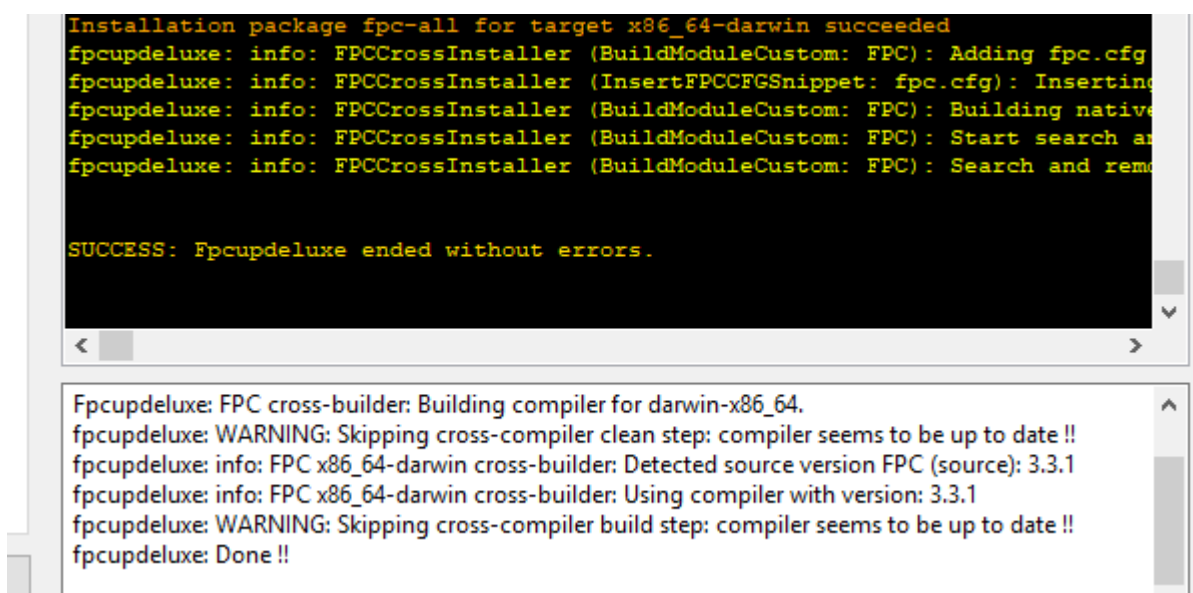 Installation package fpc-all for target x86_64-darwin succeeded
fpcupdeluxe: info: FPCCrossInstaller (BuildModuleCustom: FPC): Adding fpc.cfg
fpcupdeluxe: info: FPCCrossInstaller (InsertFPCCFGSnippet: fpc.cfg): Inserting
fpcupdeluxe: info: FPCCrossInstaller (BuildModuleCustom: FPC): Building native
fpcupdeluxe: info: FPCCrossInstaller (BuildModuleCustom: FPC): Start search an
fpcupdeluxe: info: FPCCrossInstaller (BuildModuleCustom: FPC): Search and remo
SUCCESS: Fpcupdeluxe ended without errors.
Fpcupdeluxe: FPC cross-builder: Building compiler for darwin-x86_64.
fpcupdeluxe: WARNING: Skipping cross-compiler clean step: compiler seems to be up to date !!
fpcupdeluxe: info: FPC x86_64-darwin cross-builder: Detected source version FPC (source): 3.3.1
fpcupdeluxe: info: FPC x86_64-darwin cross-builder: Using compiler with version: 3.3.1
fpcupdeluxe: WARNING: Skipping cross-compiler build step: compiler seems to be up to date !!
fpcupdeluxe: Done !!